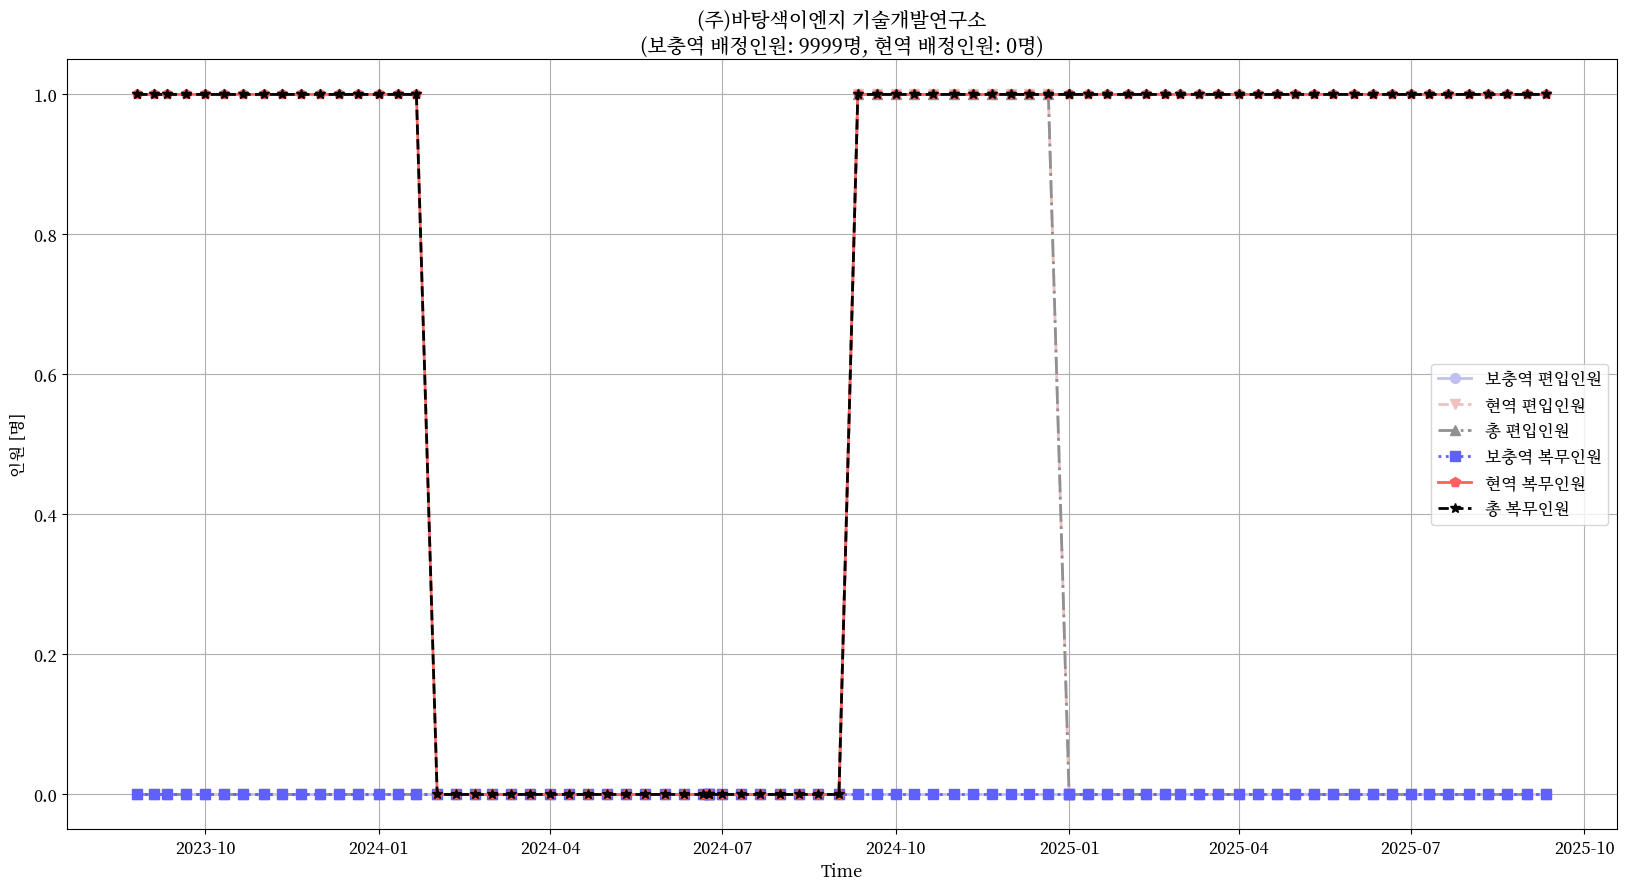 (주)바탕색이엔지 기술개발연구소
(보충역 배정인원: 9999명, 현역 배정인원: 0명)
인원 [명]
1.0
0.8
0.6
0.4
0.2
0.0
보충역 편입인원
현역 편입인원
총 편입인원
보충역 복무인원
현역 복무인원
총 복무인원
2023-10 2024-01 2024-04 2024-07 2024-10 2025-01 2025-04 2025-07 2025-10
Time